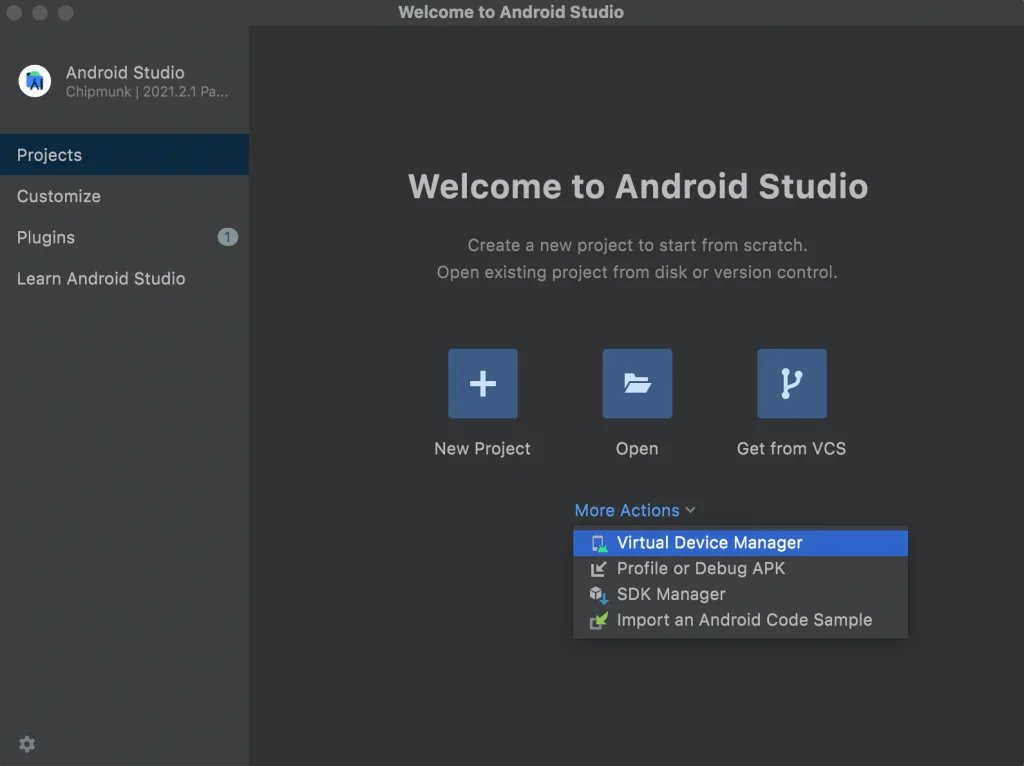 Welcome to Android Studio
Android Studio
Chipmunk | 2021.2.1 Pa...
Projects
Customize
Plugins
1
Learn Android Studio
Welcome to Android Studio
Create a new project to start from scratch.
Open existing project from disk or version control.
New Project
Open
Get from VCS
More Actions
Virtual Device Manager
Profile or Debug APK
SDK Manager
Import an Android Code Sample